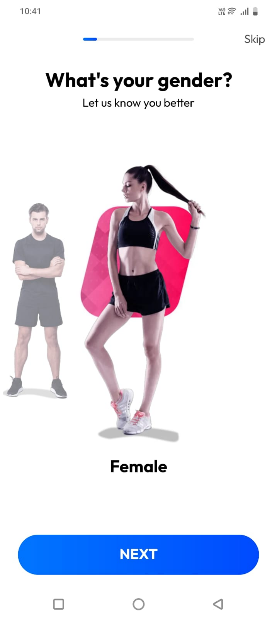 10:41
Skip
What's your gender?
Let us know you better
Female
NEXT